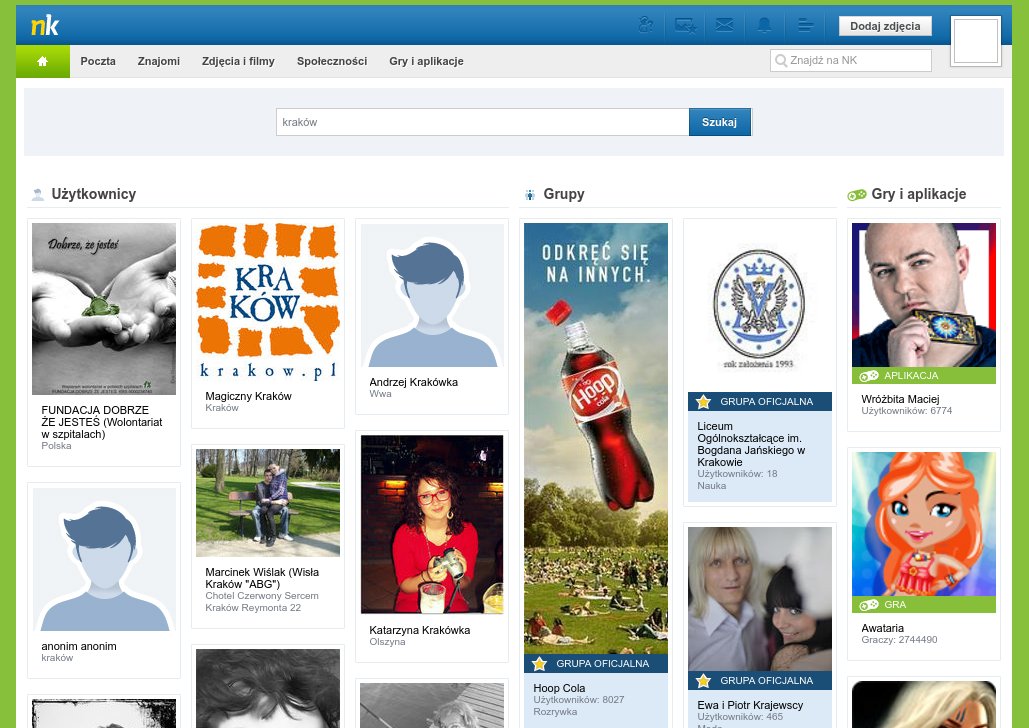 nk
Dodaj zdjęcia
Poczta
Znajomi
Zdjęcia i filmy
Społeczności
Gry i aplikacje
Znajdź na NK
kraków
Szukaj
Użytkownicy
Grupy
Gry i aplikacje
Dobrze, że jesteś
FUNDACJA DOBRZE
ŻE JESTEŚ (Wolontariat
w szpitalach)
Polska
anonim anonim
kraków
KRA
KÓW
krakow.pl
Magiczny Kraków
Kraków
Marcinek Wiślak (Wisła
Kraków "ABG")
Chotel Czerwony Sercem
Kraków Reymonta 22
Andrzej Krakówka
Wwa
Katarzyna Krakówka
Olszyna
ODKRĘĆ SIĘ
NA INNYCH.
Hoop
cola
GRUPA OFICJALNA
Hoop Cola
Użytkowników: 8027
Rozrywka
rok założenia 1993
GRUPA OFICJALNA
Liceum
Ogólnokształcące im.
Bogdana Jańskiego w
Krakowie
Użytkowników: 18
Nauka
GRUPA OFICJALNA
Ewa i Piotr Krajewscy
Użytkowników: 465
Moda
APLIKACJA
Wróżbita Maciej
Użytkowników: 6774
GRA
Awataria
Graczy: 2744490